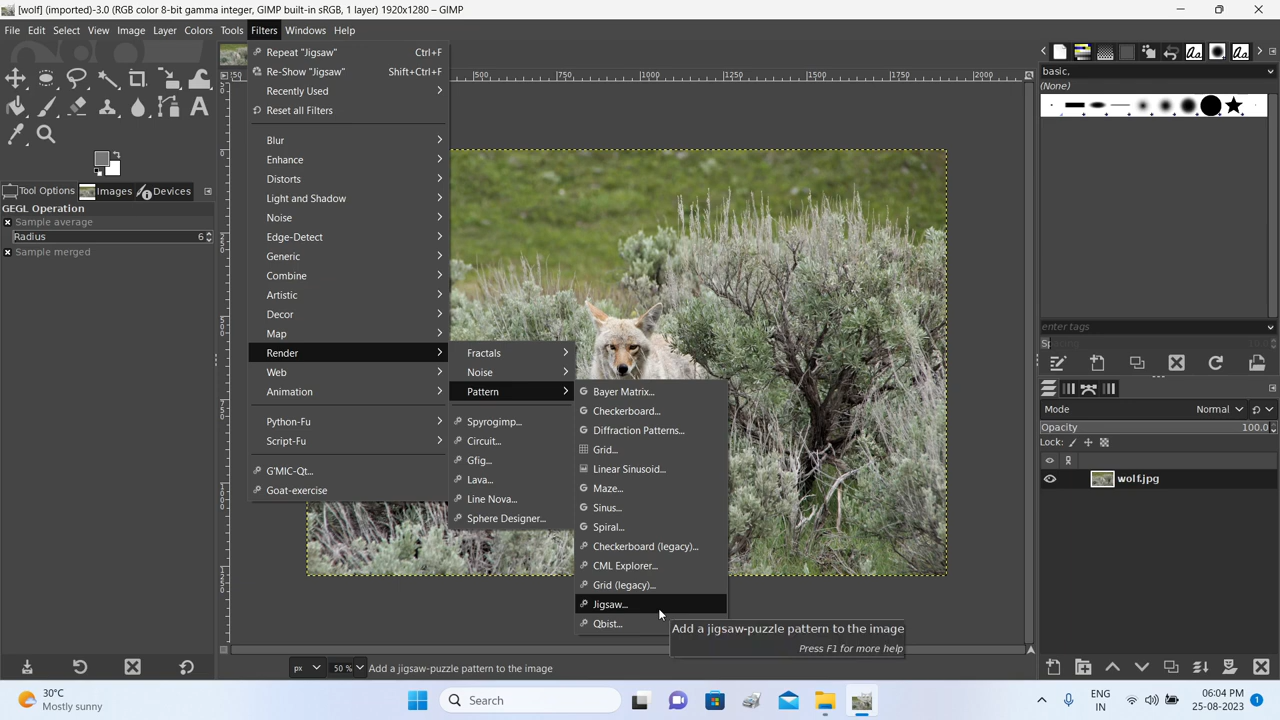 [wolf] (imported)-3.0 (RGB color 8-bit gamma integer, GIMP built-in sRGB, 1 layer) 1920x1280 – GIMP
File Edit Select View Image Layer Colors Tools Filters Windows Help
Repeat "Jigsaw" Ctrl+F
Re-Show "Jigsaw" Shift+Ctrl+F
Recently Used
Reset all Filters
Blur
Enhance
Distorts
Light and Shadow
Noise
Edge-Detect
Generic
Combine
Artistic
Decor
Map
Render
Web
Animation
Python-Fu
Script-Fu
G'MIC-Qt...
Goat-exercise
Fractals
Noise
Pattern
Spyrogimp...
Circuit...
Gfig...
Lava...
Line Nova...
Sphere Designer...
Bayer Matrix...
Checkerboard...
Diffraction Patterns...
Grid...
Linear Sinusoid...
Maze...
Sinus...
Spiral...
Checkerboard (legacy)...
CML Explorer...
Grid (legacy)...
Jigsaw...
Qbist...
Add a jigsaw-puzzle pattern to the image
Press F1 for more help
Tool Options Images Devices
GEGL Operation
Sample average
Radius 6
Sample merged
500 750 1000 1250 1500 1750 2000
basic,
(None)
enter tags
Mode Normal
Opacity 100.0
Lock:
wolf.jpg
px 50 % Add a jigsaw-puzzle pattern to the image
30°C
Mostly sunny
Search
ENG
IN
06:04 PM
25-08-2023
1